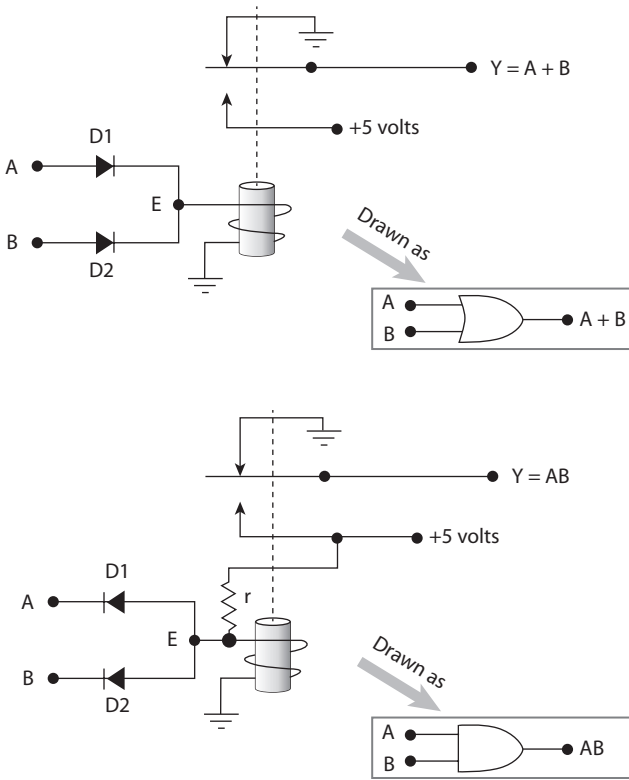 Y = A + B
+5 volts
D1
A
E
B
D2
Drawn as
A
B
A + B
Y = AB
+5 volts
D1
r
A
E
B
D2
Drawn as
A
B
AB